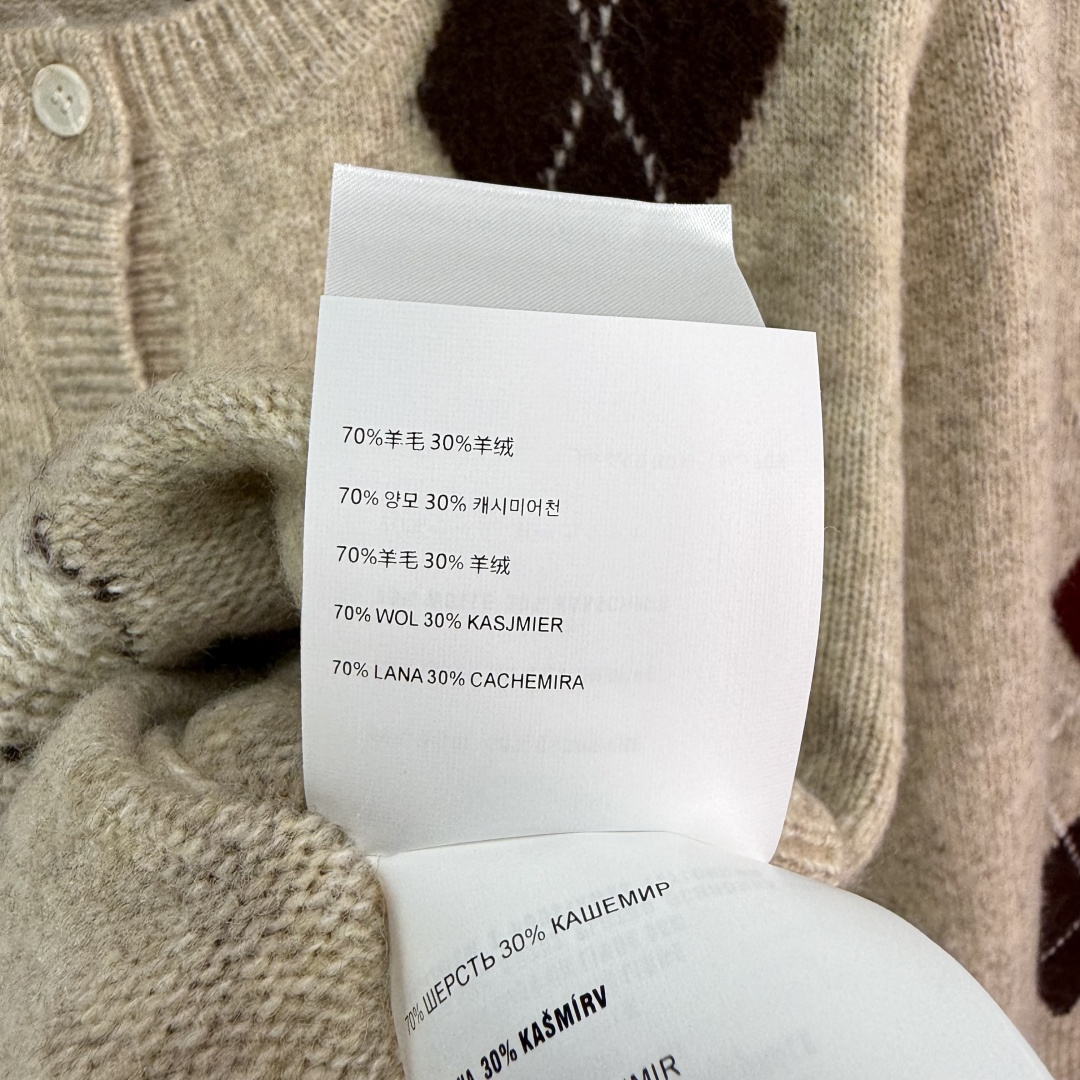 70%羊毛 30%羊绒
70% 양모 30% 캐시미어천
70%羊毛 30% 羊绒
70% WOL 30% KASJMIER
70% LANA 30% CACHEMIRA
70% ШЕРСТЬ 30% КАШЕМИР
30% KAŠMÍRV